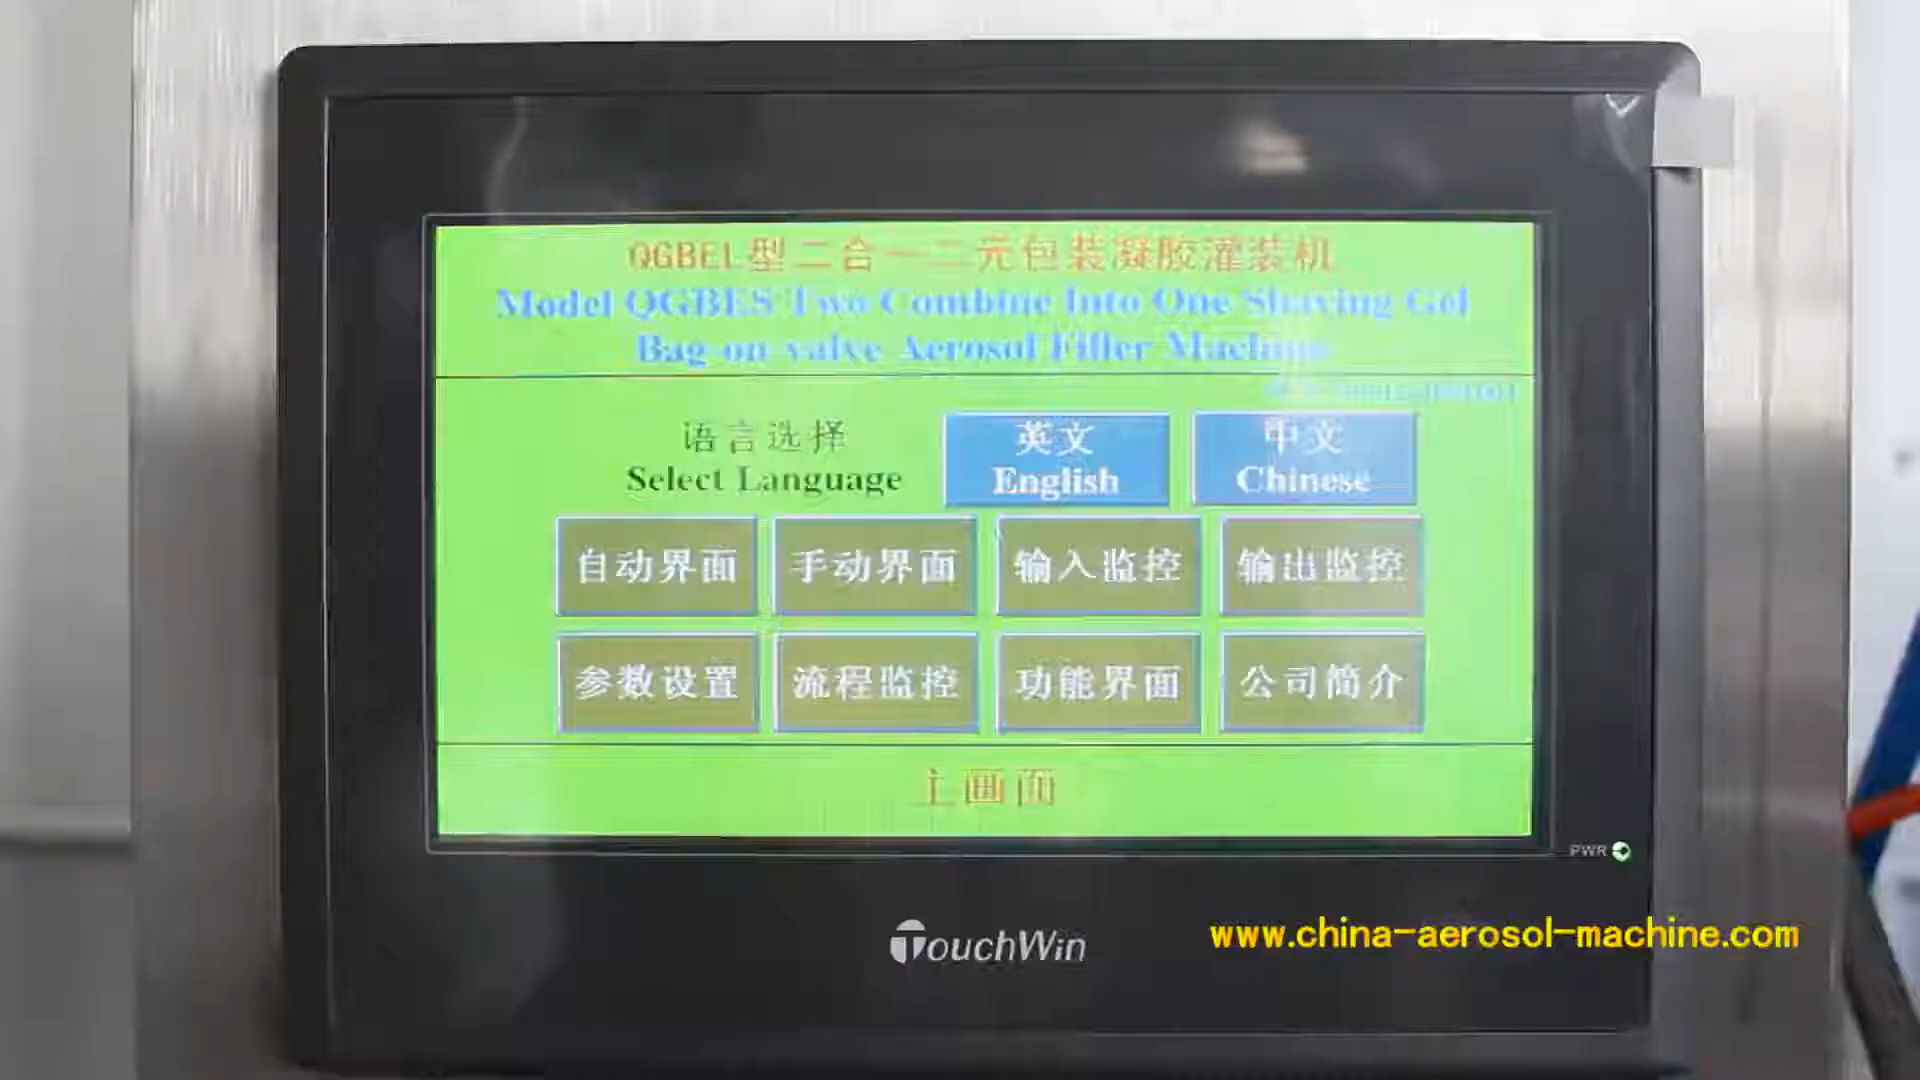 QGBEL型二合一二元包装凝胶灌装机
Model QGBES Two Combine Into One Shaving Gel
Bag-on-valve Aerosol Filler Machine
语言选择
Select Language
英文
English
中文
Chinese
自动界面
手动界面
输入监控
输出监控
参数设置
流程监控
功能界面
公司简介
主画面
PWR
TouchWin
www.china-aerosol-machine.com